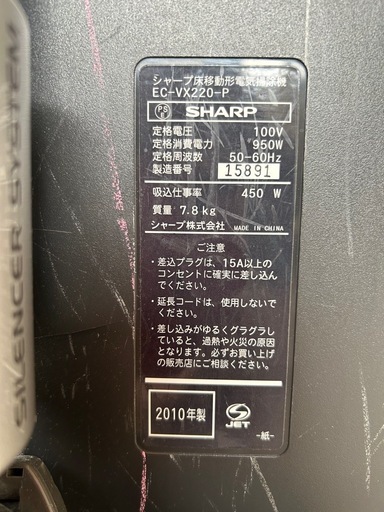 シャープ床移動形電気掃除機
EC-VX220-P
PS E SHARP
定格電圧 100V
定格消費電力 950W
定格周波数 50-60Hz
製造番号 15891
吸込仕事率 450 W
質量 7.8kg
シャープ株式会社 MADE IN CHINA
ご注意
・差込プラグは、15A以上の
コンセントに確実に差し込ん
でください。
・延長コードは、使用しないで
ください。
・差し込みがゆるくグラグラ
していると、過熱や火災の原因
となります。必ずお買い上げ
の販売店にご相談ください。
2010年製
S JET
-紙-
SILENCER SYSTEM